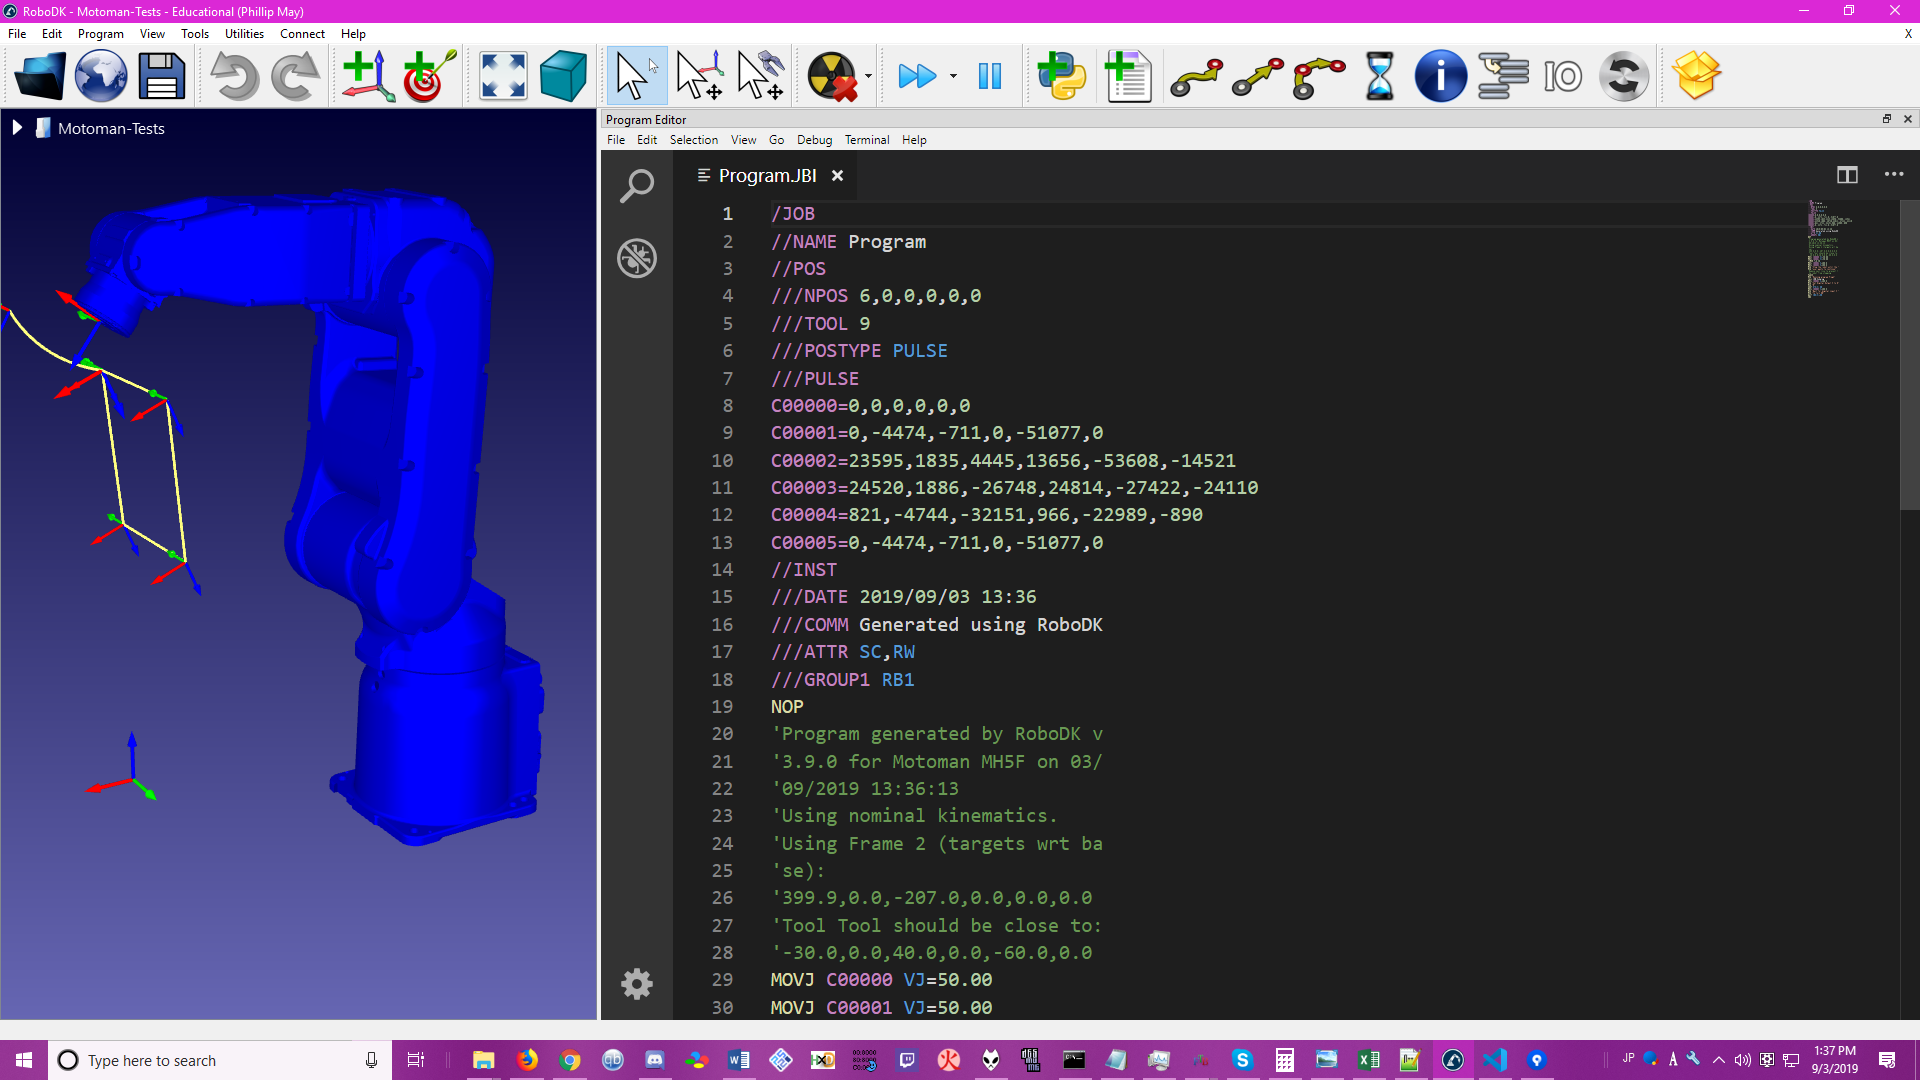 RoboDK - Motoman-Tests - Educational (Phillip May)
File Edit Program View Tools Utilities Connect Help
X
IO
Motoman-Tests
Program Editor
File Edit Selection View Go Debug Terminal Help
Program.JBI
1 /JOB
2 //NAME Program
3 //POS
4 ///NPOS 6,0,0,0,0,0
5 ///TOOL 9
6 ///POSTYPE PULSE
7 ///PULSE
8 C00000=0,0,0,0,0,0
9 C00001=0,-4474,-711,0,-51077,0
10 C00002=23595,1835,4445,13656,-53608,-14521
11 C00003=24520,1886,-26748,24814,-27422,-24110
12 C00004=821,-4744,-32151,966,-22989,-890
13 C00005=0,-4474,-711,0,-51077,0
14 //INST
15 ///DATE 2019/09/03 13:36
16 ///COMM Generated using RoboDK
17 ///ATTR SC,RW
18 ///GROUP1 RB1
19 NOP
20 'Program generated by RoboDK v
21 '3.9.0 for Motoman MH5F on 03/
22 '09/2019 13:36:13
23 'Using nominal kinematics.
24 'Using Frame 2 (targets wrt ba
25 'se):
26 '399.9,0.0,-207.0,0.0,0.0,0.0
27 'Tool Tool should be close to:
28 '-30.0,0.0,40.0,0.0,-60.0,0.0
29 MOVJ C00000 VJ=50.00
30 MOVJ C00001 VJ=50.00
Type here to search
JP
1:37 PM
9/3/2019